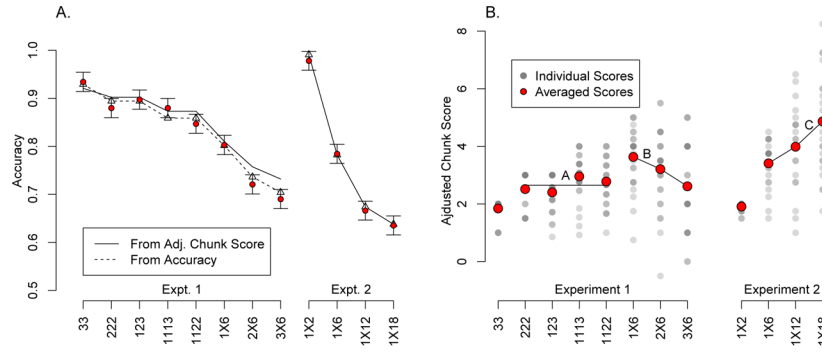 A.
1.0
0.9
0.8
0.7
0.6
0.5
Accuracy
From Adj. Chunk Score
From Accuracy
Expt. 1
Expt. 2
33
222
123
1113
1122
1X6
2X6
3X6
1X2
1X6
1X12
1X18
B.
8
6
4
2
0
Ajdusted Chunk Score
Individual Scores
Averaged Scores
A
B
C
Experiment 1
Experiment 2
33
222
123
1113
1122
1X6
2X6
3X6
1X2
1X6
1X12
1X18